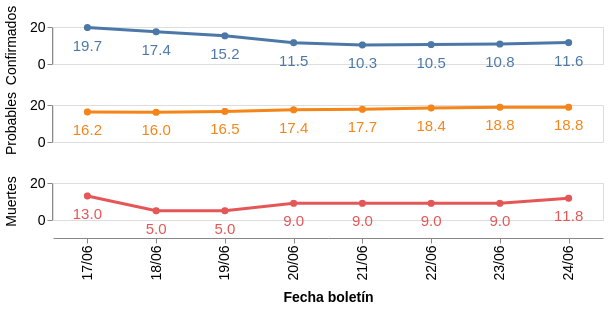 Confirmados
20
0
19.7 17.4 15.2 11.5 10.3 10.5 10.8 11.6
Probables
20
0
16.2 16.0 16.5 17.4 17.7 18.4 18.8 18.8
Muertes
20
0
13.0 5.0 5.0 9.0 9.0 9.0 9.0 11.8
17/06 18/06 19/06 20/06 21/06 22/06 23/06 24/06
Fecha boletín